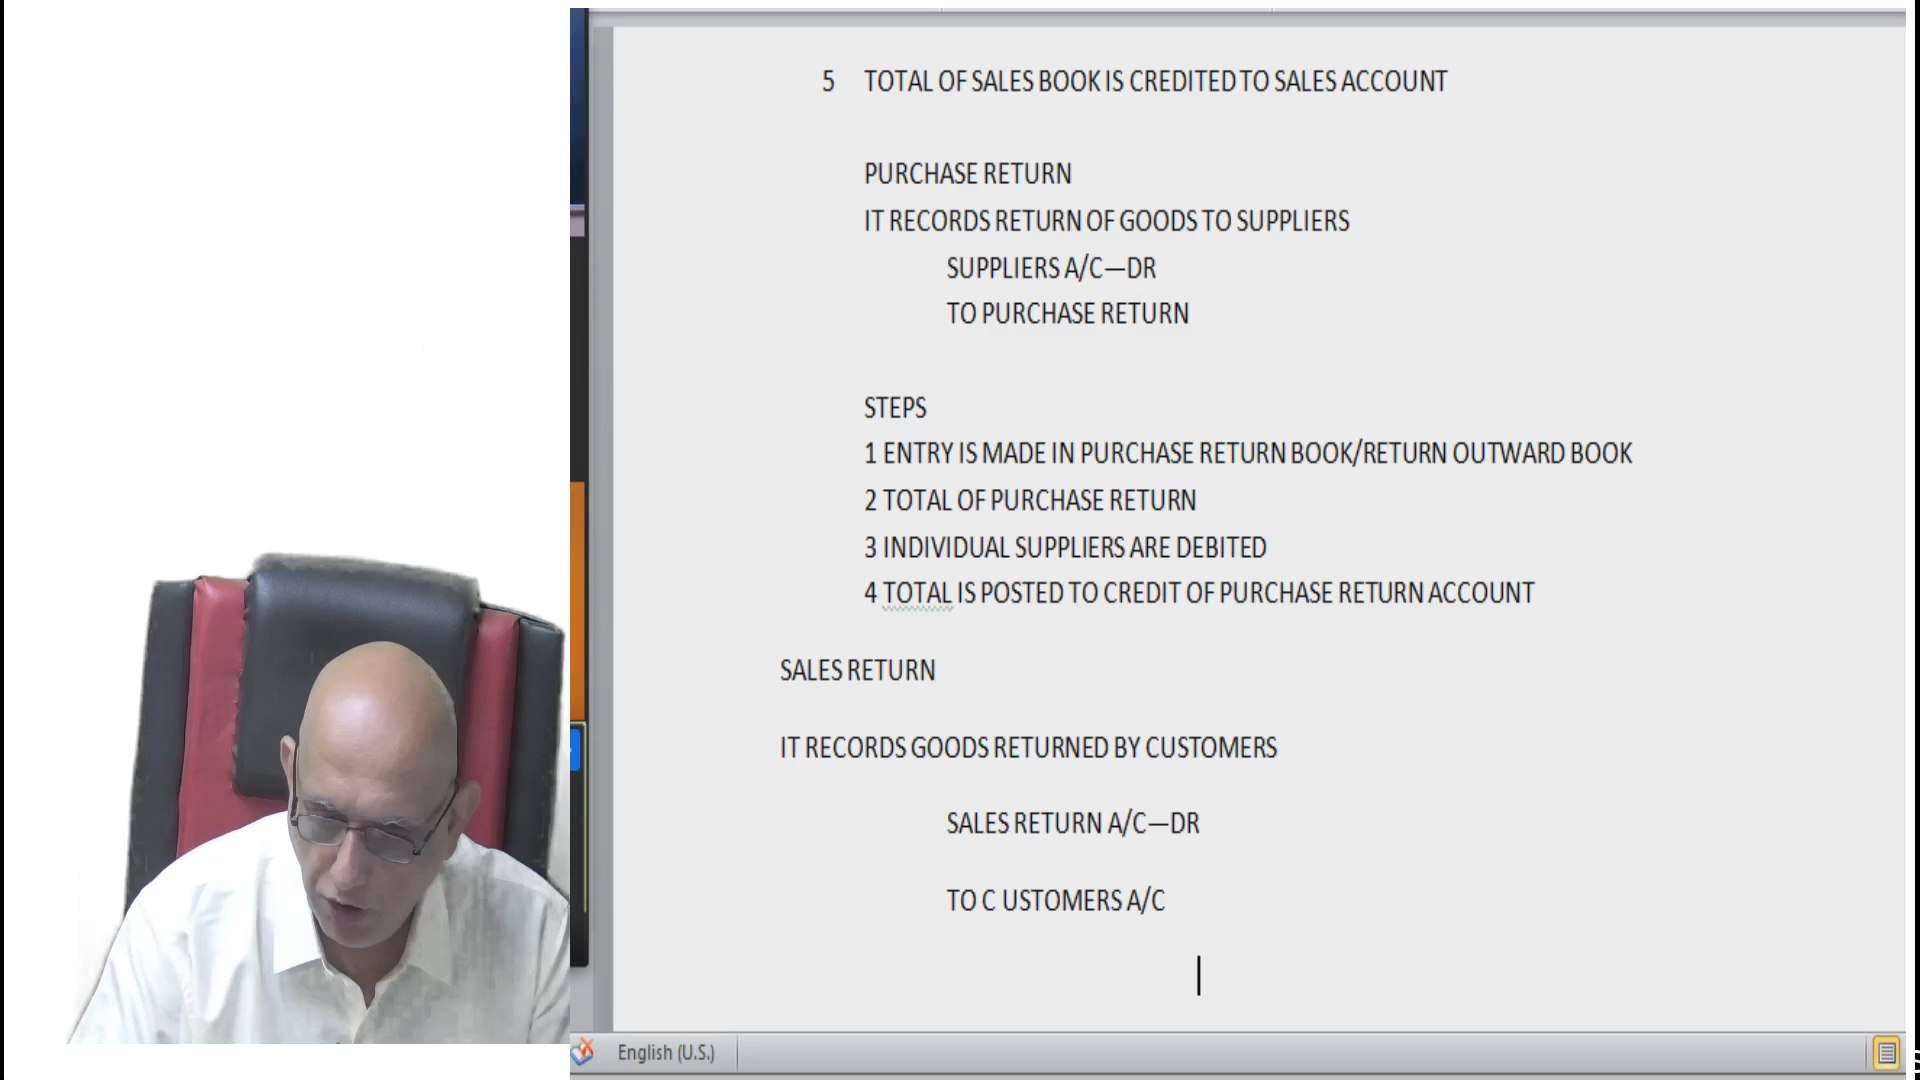 5 TOTAL OF SALES BOOK IS CREDITED TO SALES ACCOUNT
PURCHASE RETURN
IT RECORDS RETURN OF GOODS TO SUPPLIERS
SUPPLIERS A/C—DR
TO PURCHASE RETURN
STEPS
1 ENTRY IS MADE IN PURCHASE RETURN BOOK/RETURN OUTWARD BOOK
2 TOTAL OF PURCHASE RETURN
3 INDIVIDUAL SUPPLIERS ARE DEBITED
4 TOTAL IS POSTED TO CREDIT OF PURCHASE RETURN ACCOUNT
SALES RETURN
IT RECORDS GOODS RETURNED BY CUSTOMERS
SALES RETURN A/C—DR
TO C USTOMERS A/C
English (U.S.)